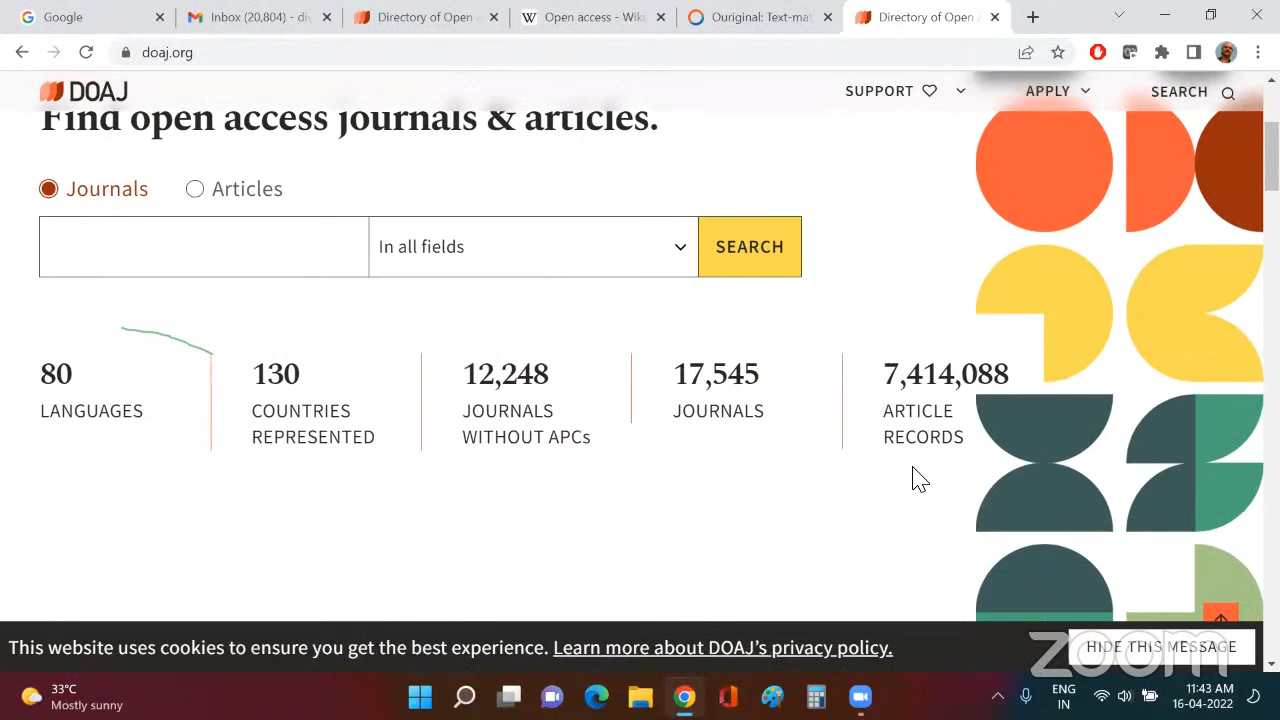 Google
Inbox (20,804) - di
Directory of Open
Open access - Wiki
Ouriginal: Text-mat
Directory of Open
doaj.org
DOAJ
SUPPORT
APPLY
SEARCH
Find open access journals & articles.
Journals
Articles
In all fields
SEARCH
80
LANGUAGES
130
COUNTRIES
REPRESENTED
12,248
JOURNALS
WITHOUT APCs
17,545
JOURNALS
7,414,088
ARTICLE
RECORDS
This website uses cookies to ensure you get the best experience. Learn more about DOAJ's privacy policy.
HIDE THIS MESSAGE
zoom
33°C
Mostly sunny
ENG
IN
11:43 AM
16-04-2022